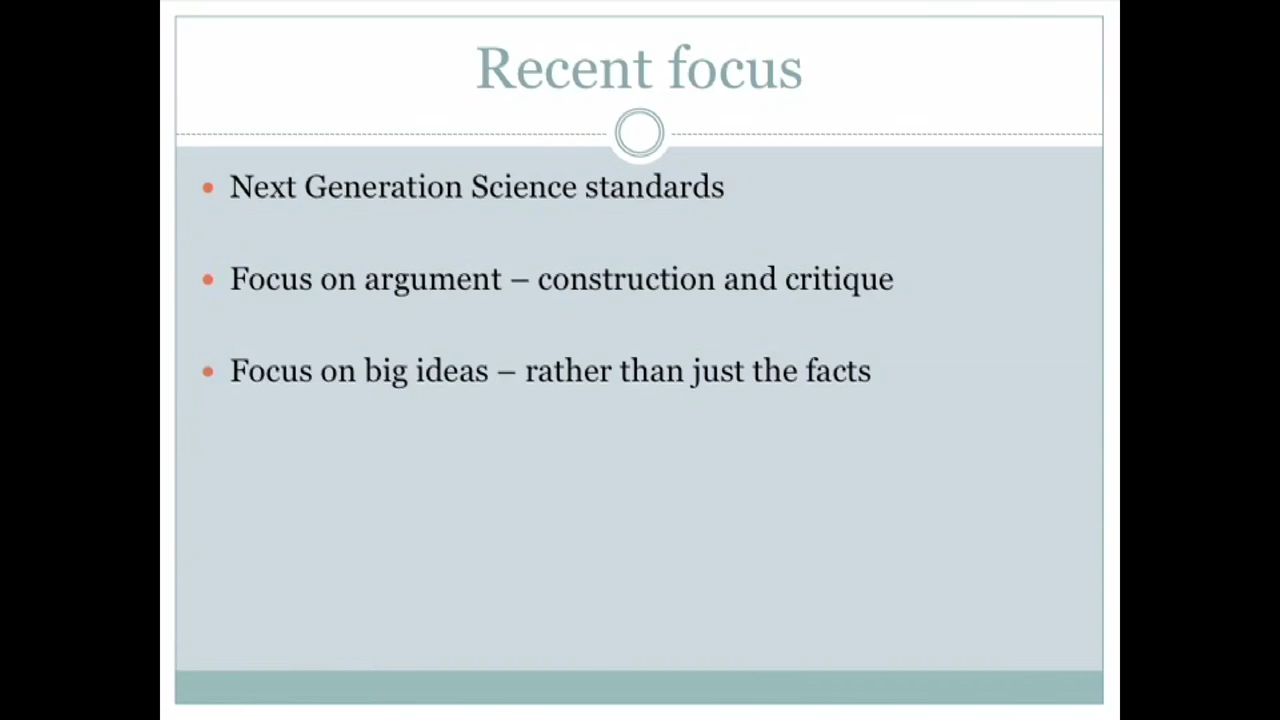 Recent focus
• Next Generation Science standards
• Focus on argument – construction and critique
• Focus on big ideas – rather than just the facts